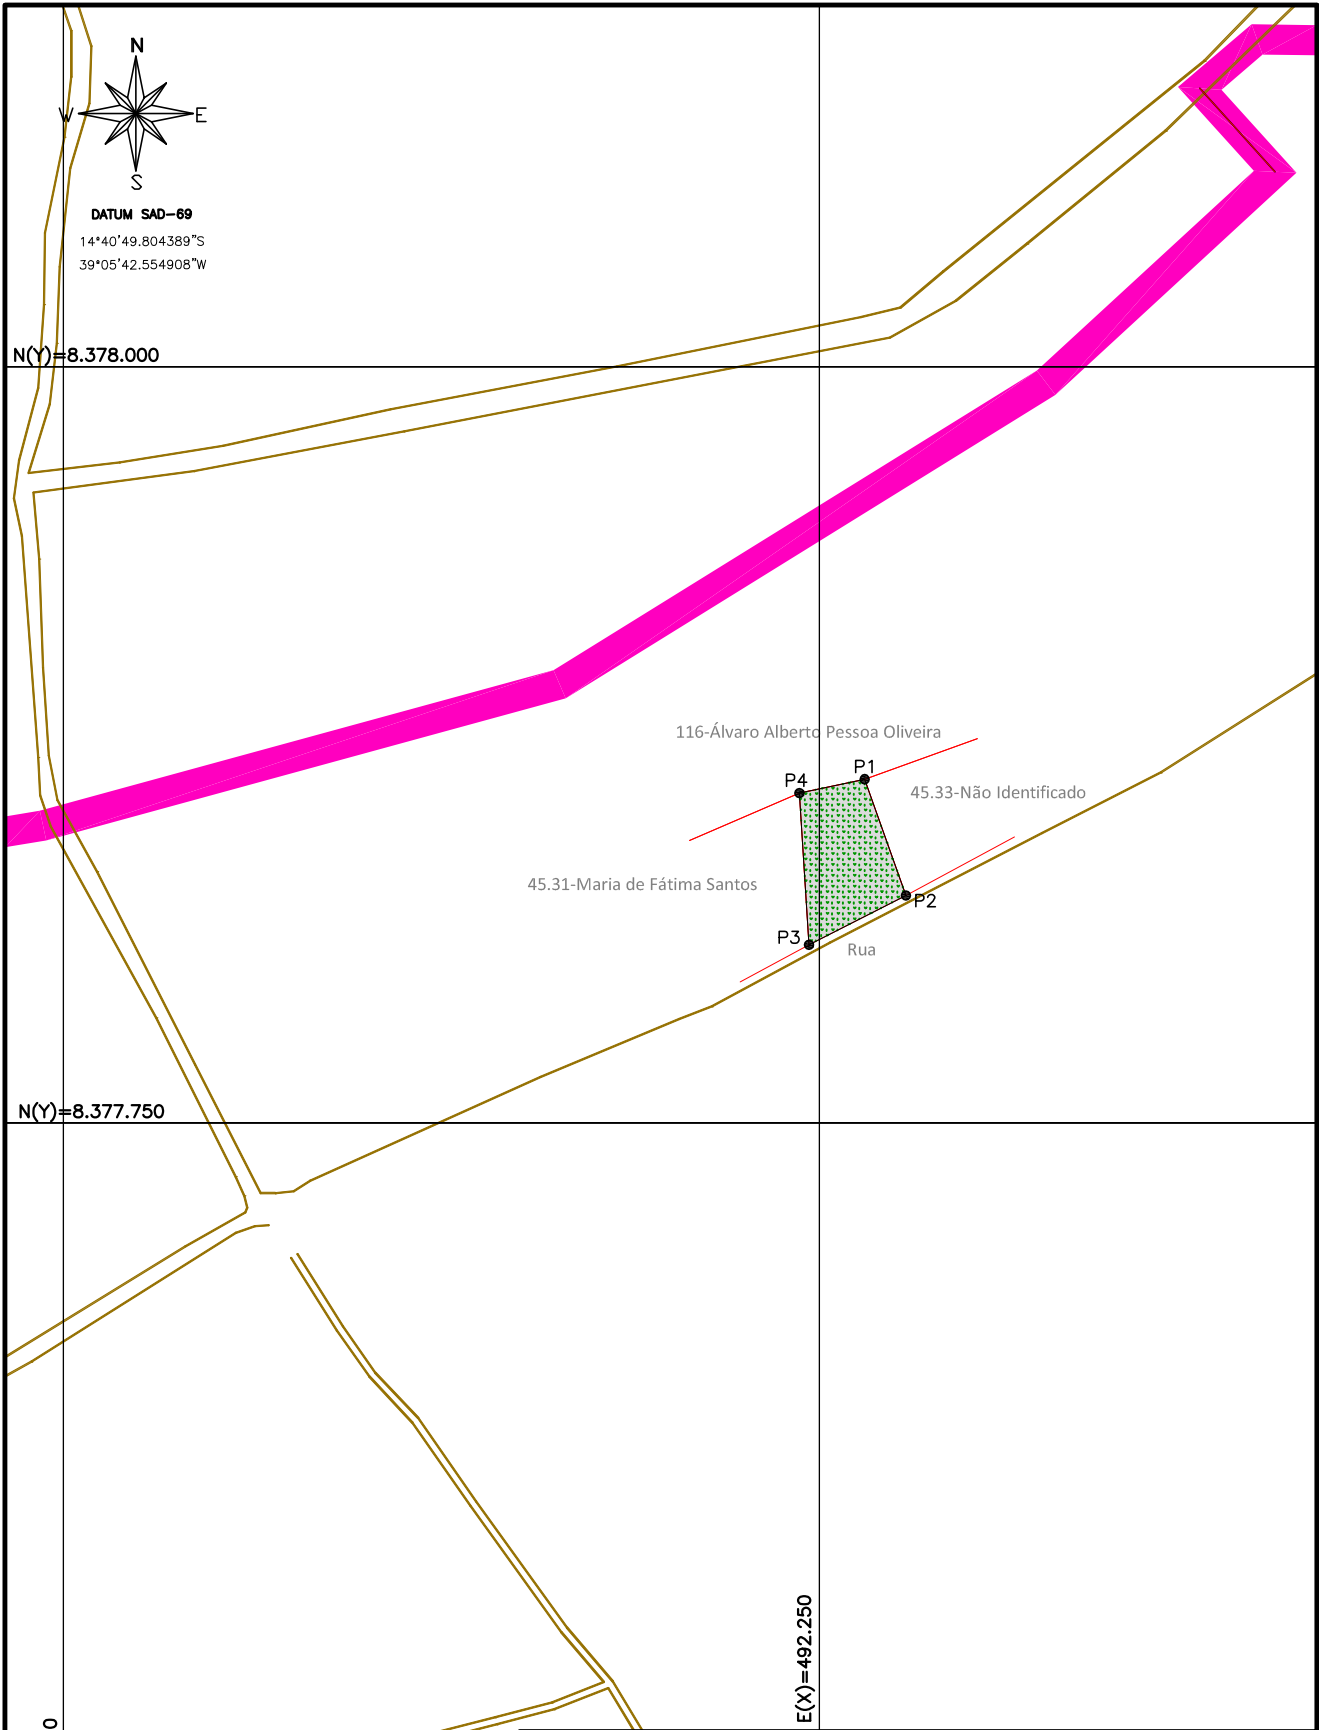 N
W
E
S
DATUM SAD-69
14°40'49.804389"S
39°05'42.554908"W
N(Y)=8.378.000
116-Álvaro Alberto Pessoa Oliveira
P1
P4
45.33-Não Identificado
45.31-Maria de Fátima Santos
P2
P3
Rua
N(Y)=8.377.750
E(X)=492.250
0